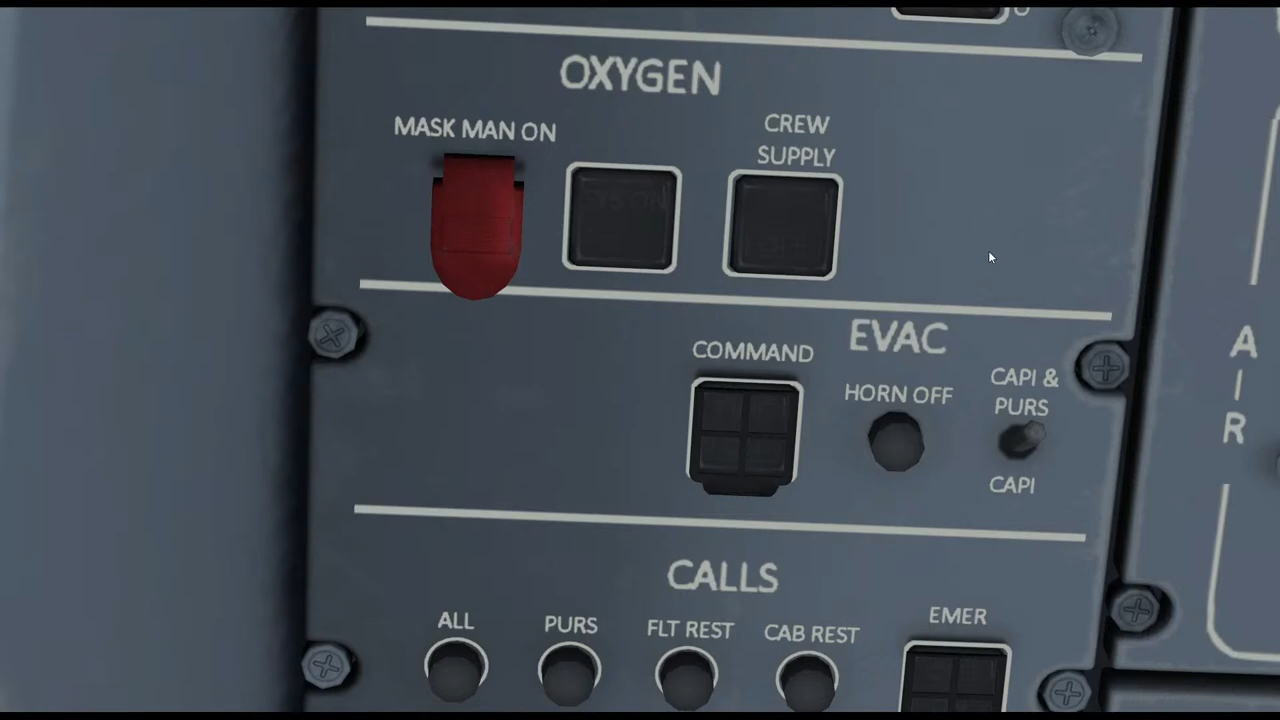 OXYGEN
MASK MAN ON
CREW
SUPPLY
EVAC
COMMAND
HORN OFF
CAPI &
PURS
CAPI
CALLS
ALL
PURS
FLT REST
CAB REST
EMER
A
I
R